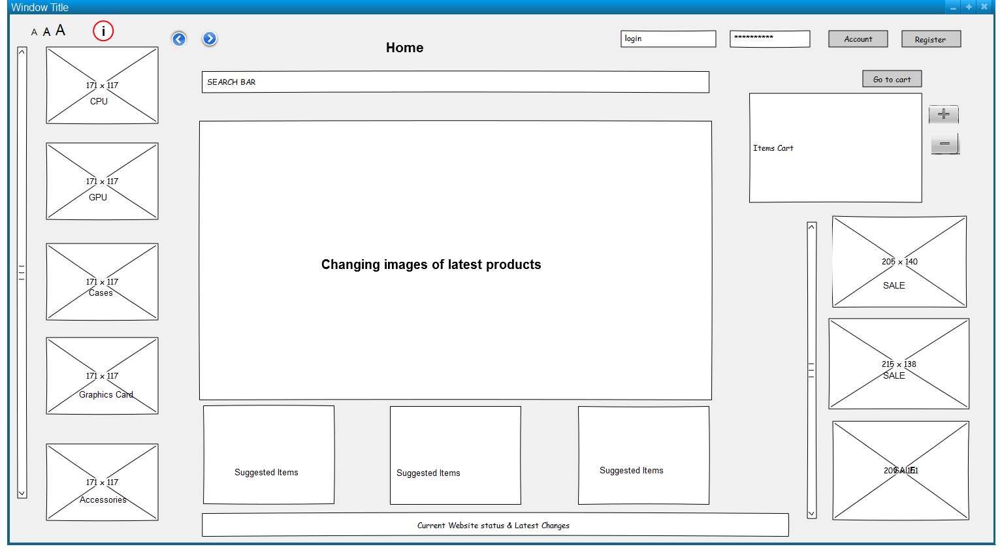 Window Title
A A A
i
Home
login
**********
Account
Register
SEARCH BAR
Go to cart
Items Cart
171 x 117
CPU
171 x 117
GPU
171 x 117
Cases
171 x 117
Graphics Card
171 x 117
Accessories
Changing images of latest products
205 x 140
SALE
215 x 138
SALE
SALE
Suggested Items
Suggested Items
Suggested Items
Current Website status & Latest Changes